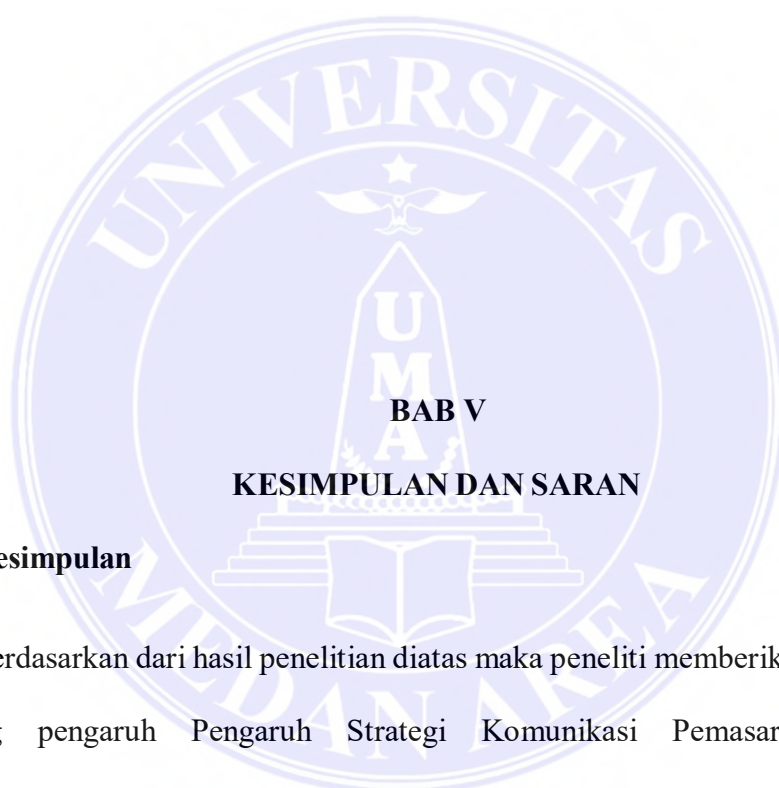 UNIVERSITAS
UMA
BAB V
KESIMPULAN DAN SARAN
esimpulan
erdasarkan dari hasil penelitian diatas maka peneliti memberik
pengaruh Pengaruh Strategi Komunikasi Pemasar
MEDAN AREA